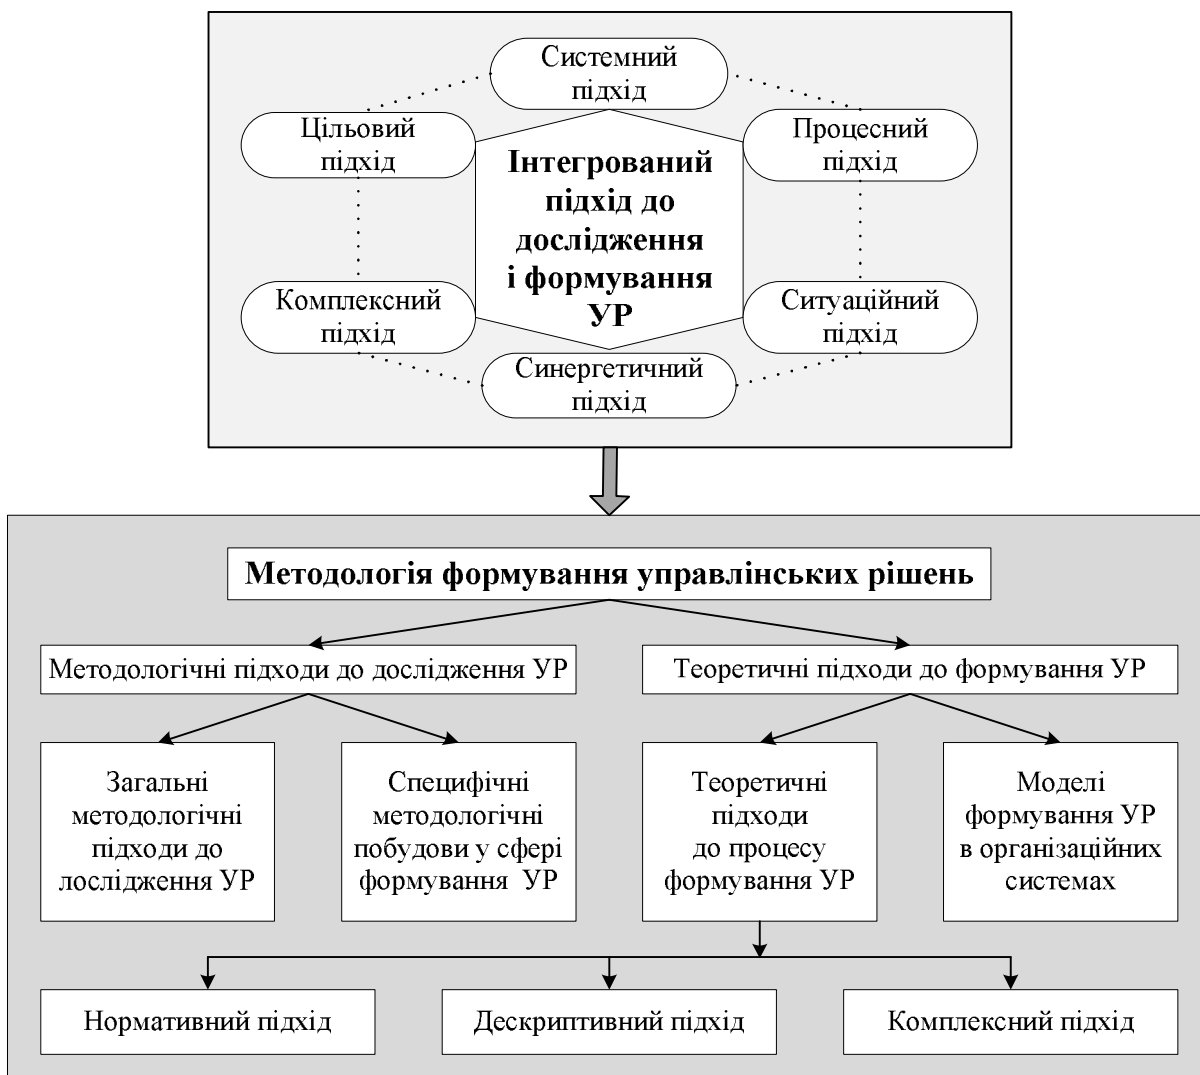 Системний
підхід
Цільовий
підхід
Процесний
підхід
Інтегрований
підхід до
дослідження
і формування
УР
Комплексний
підхід
Ситуаційний
підхід
Синергетичний
підхід
Методологія формування управлінських рішень
Методологічні підходи до дослідження УР
Теоретичні підходи до формування УР
Загальні
методологічні
підходи до
лослідження УР
Специфічні
методологічні
побудови у сфері
формування УР
Теоретичні
підходи
до процесу
формування УР
Моделі
формування УР
в організаційних
системах
Нормативний підхід
Дескриптивний підхід
Комплексний підхід